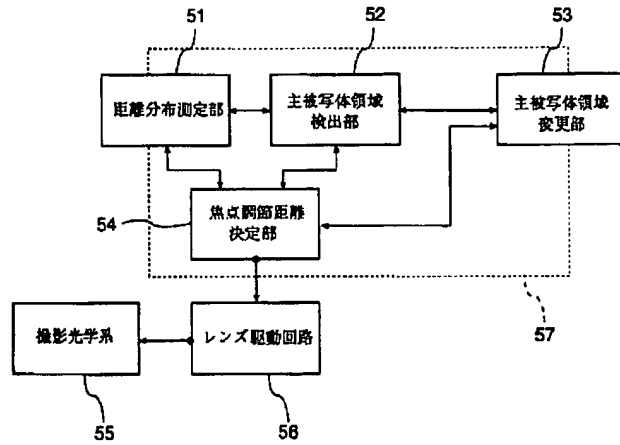 51
52
53
距離分布測定部
主被写体領域
検出部
主被写体領域
変更部
54
焦点調節距離
決定部
撮影光学系
レンズ駆動回路
57
55
56